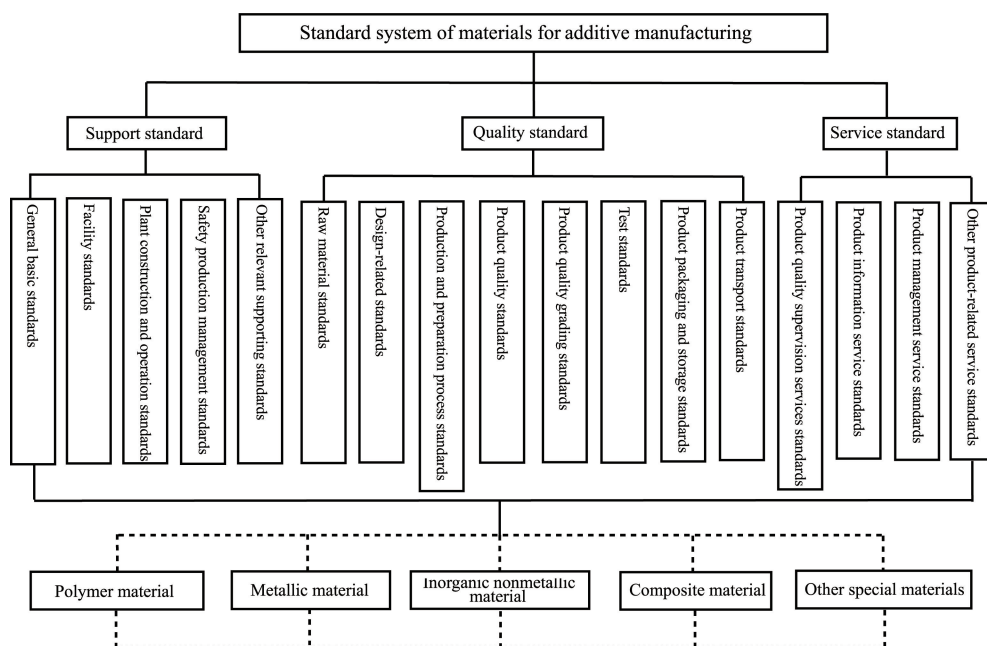 Standard system of materials for additive manufacturing
Support standard
Quality standard
Service standard
General basic standards
Facility standards
Plant construction and operation standards
Safety production management standards
Other relevant supporting standards
Raw material standards
Design-related standards
Production and preparation process standards
Product quality standards
Product quality grading standards
Test standards
Product packaging and storage standards
Product transport standards
Product quality supervision services standards
Product information service standards
Product management service standards
Other product-related service standards
Polymer material
Metallic material
Inorganic nonmetallic
material
Composite material
Other special materials